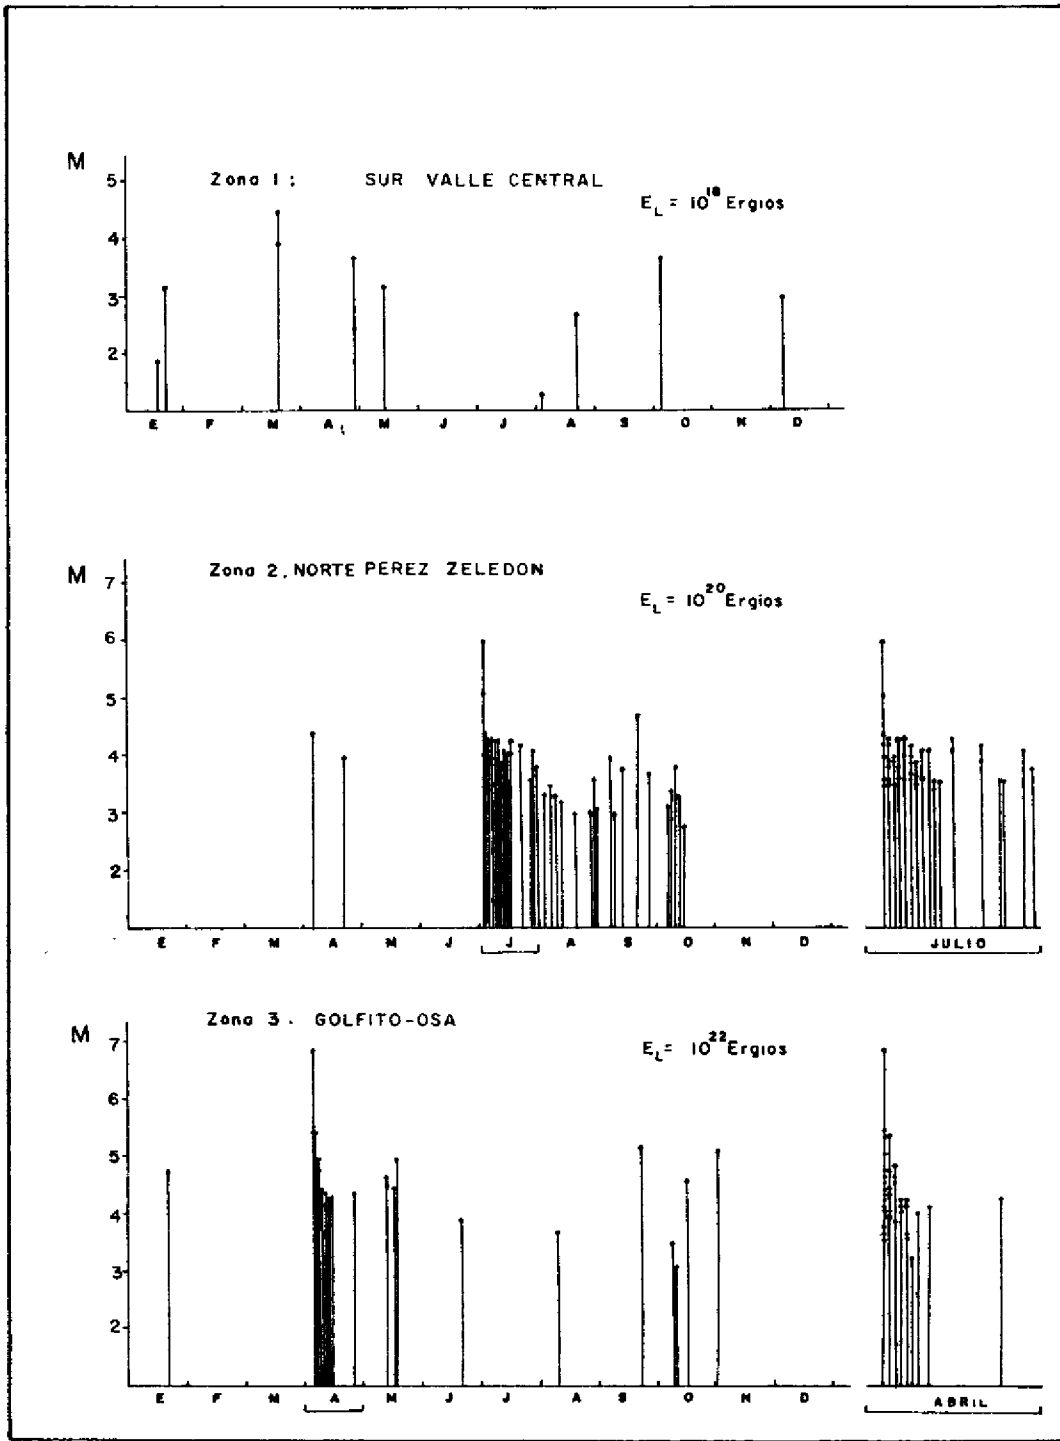 M
Zona 1: SUR VALLE CENTRAL
E_L = 10^18 Ergios
5
4
3
2
E F M A M J J A S O N D
M
Zona 2. NORTE PEREZ ZELEDON
E_L = 10^20 Ergios
7
6
5
4
3
2
E F M A M J J A S O N D
JULIO
M
Zona 3. GOLFITO-OSA
E_L = 10^22 Ergios
7
6
5
4
3
2
E F M A M J J A S O N D
ABRIL